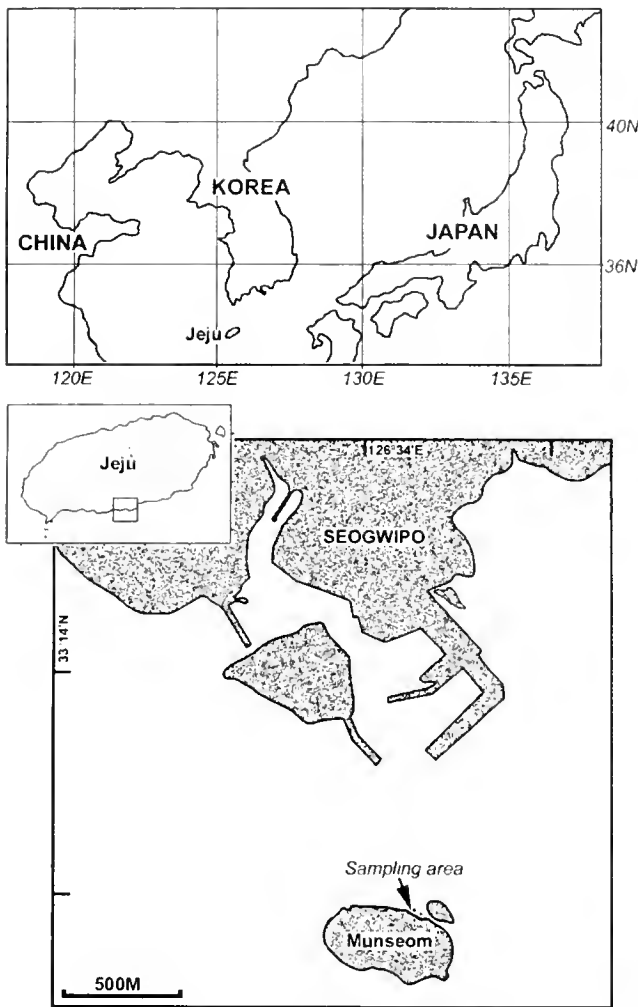 40N
KOREA
CHINA
JAPAN
36N
Jeju
120E
125E
130E
135E
Jeju
126°34'E
SEOGWIPO
33°14'N
Sampling area
Munseom
500M